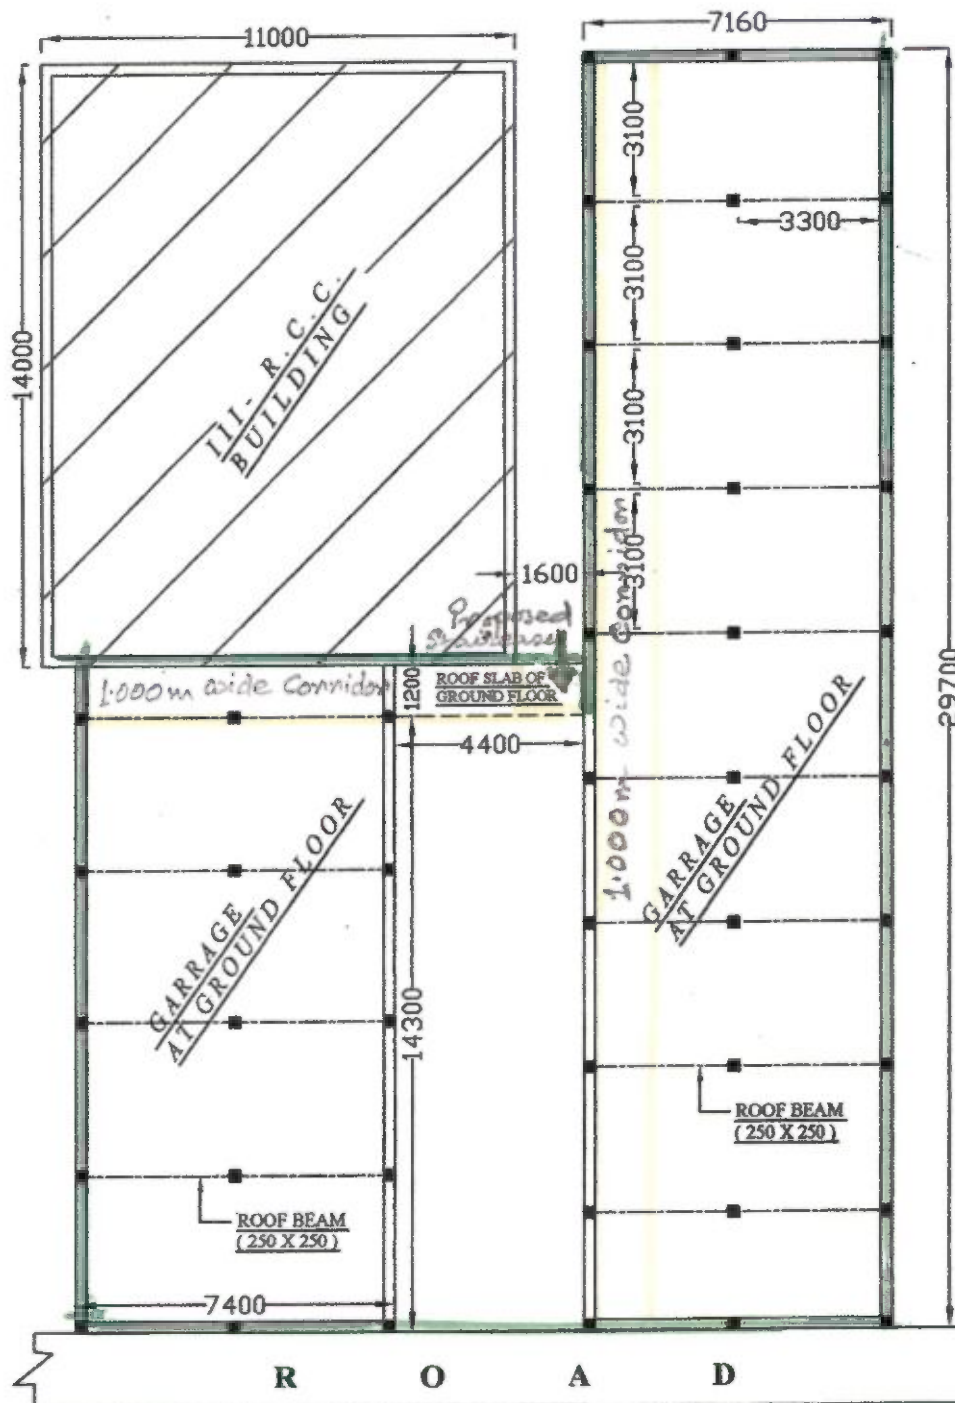 11000
7160
14000
III- R. C. C.
BUILDING
3100
3300
3100
3100
3100
1600
29700
Proposed
Staircase
1.000m wide Corridor
1200
ROOF SLAB OF
GROUND FLOOR
4400
1.000m wide Corridor
GARRAGE
AT GROUND FLOOR
GARRAGE
AT GROUND FLOOR
14300
ROOF BEAM
( 250 X 250 )
ROOF BEAM
( 250 X 250 )
7400
R O A D